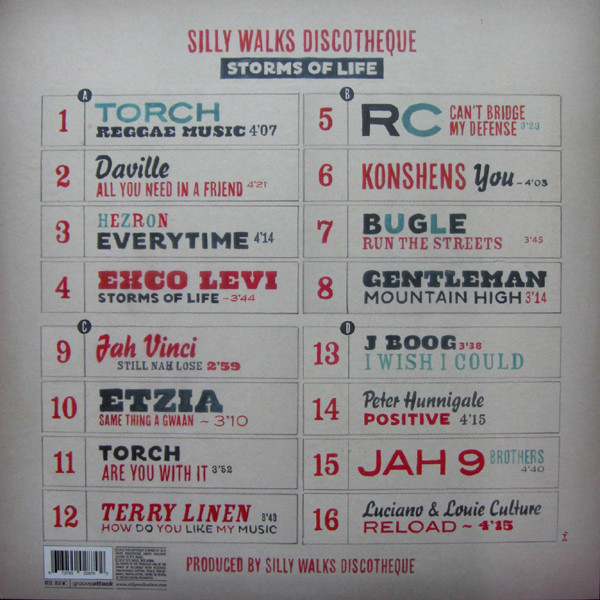 SILLY WALKS DISCOTHEQUE
STORMS OF LIFE
A
1 TORCH
REGGAE MUSIC 4'07
2 Daville
ALL YOU NEED IN A FRIEND 4'21
3 HEZRON
EVERYTIME 4'14
4 EXCO LEVI
STORMS OF LIFE ~3'44
B
5 RC CAN'T BRIDGE
MY DEFENSE 3'23
6 KONSHENS You ~4'03
7 BUGLE
RUN THE STREETS 3'45
8 GENTLEMAN
MOUNTAIN HIGH 3'14
C
9 Jah Vinci
STILL NAH LOSE 2'59
10 ETZIA
SAME THING A GWAAN ~ 3'10
11 TORCH
ARE YOU WITH IT 3'52
12 TERRY LINEN 3'43
HOW DO YOU LIKE MY MUSIC
D
13 J BOOG 3'38
I WISH I COULD
14 Peter Hunnigale
POSITIVE 4'15
15 JAH 9 BROTHERS
4'40
16 Luciano & Louie Culture
RELOAD ~ 4'15
PRODUCED BY SILLY WALKS DISCOTHEQUE
grooveattack